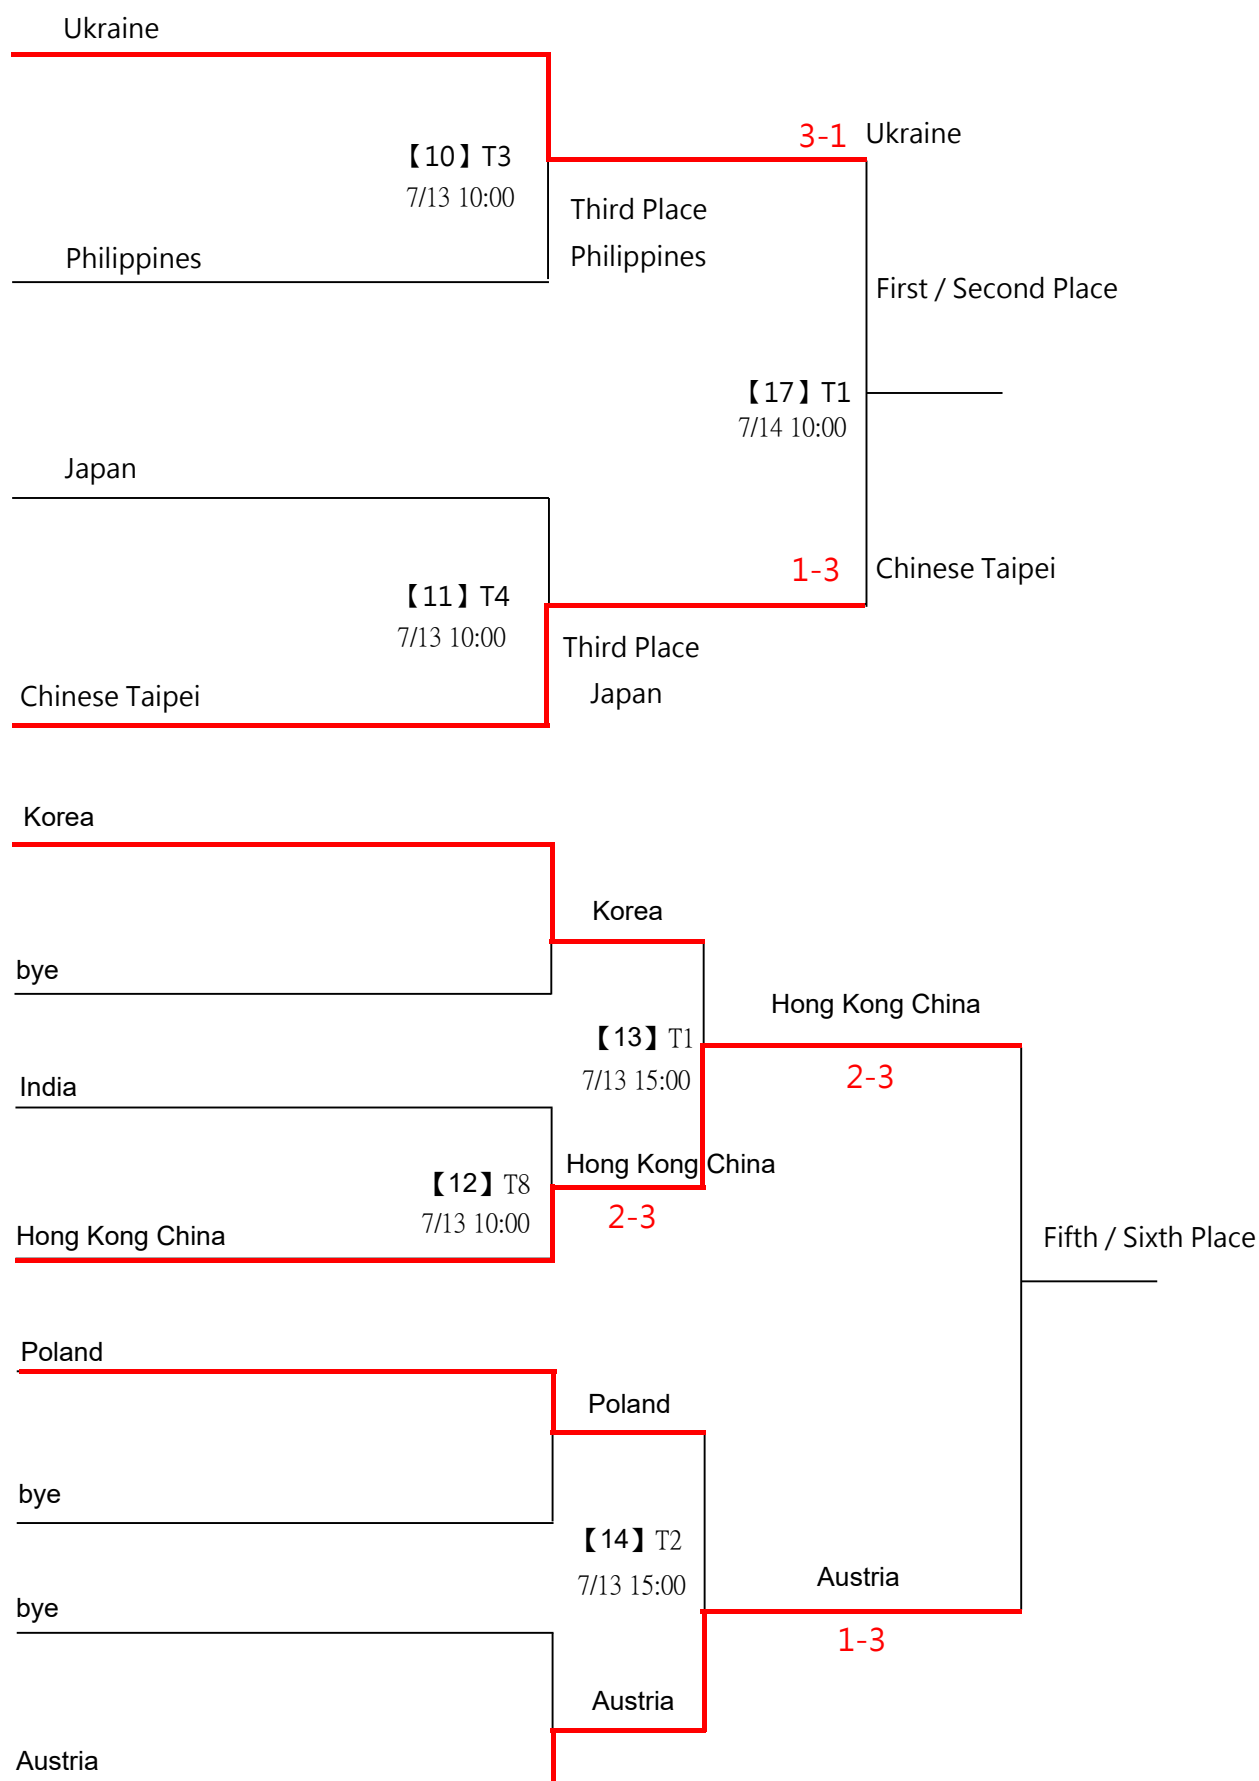 Ukraine
3-1 Ukraine
【10】T3
7/13 10:00
Third Place
Philippines
Philippines
First / Second Place
【17】T1
7/14 10:00
Japan
1-3 Chinese Taipei
【11】T4
7/13 10:00
Third Place
Japan
Chinese Taipei
Korea
Korea
bye
Hong Kong China
【13】T1
7/13 15:00
2-3
India
Hong Kong China
【12】T8
7/13 10:00
2-3
Hong Kong China
Fifth / Sixth Place
Poland
Poland
bye
【14】T2
7/13 15:00
Austria
bye
1-3
Austria
Austria